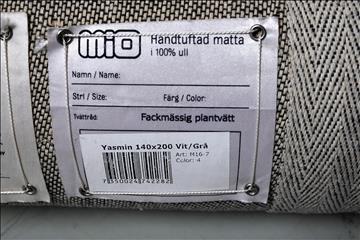 mio Handtuftad matta
i 100% ull
Namn / Name:
Strl / Size: Färg / Color:
Tvättråd: Fackmässig plantvätt
Yasmin 140x200 Vit/Grå
Art: M16-7
Color: 4
7350024742282